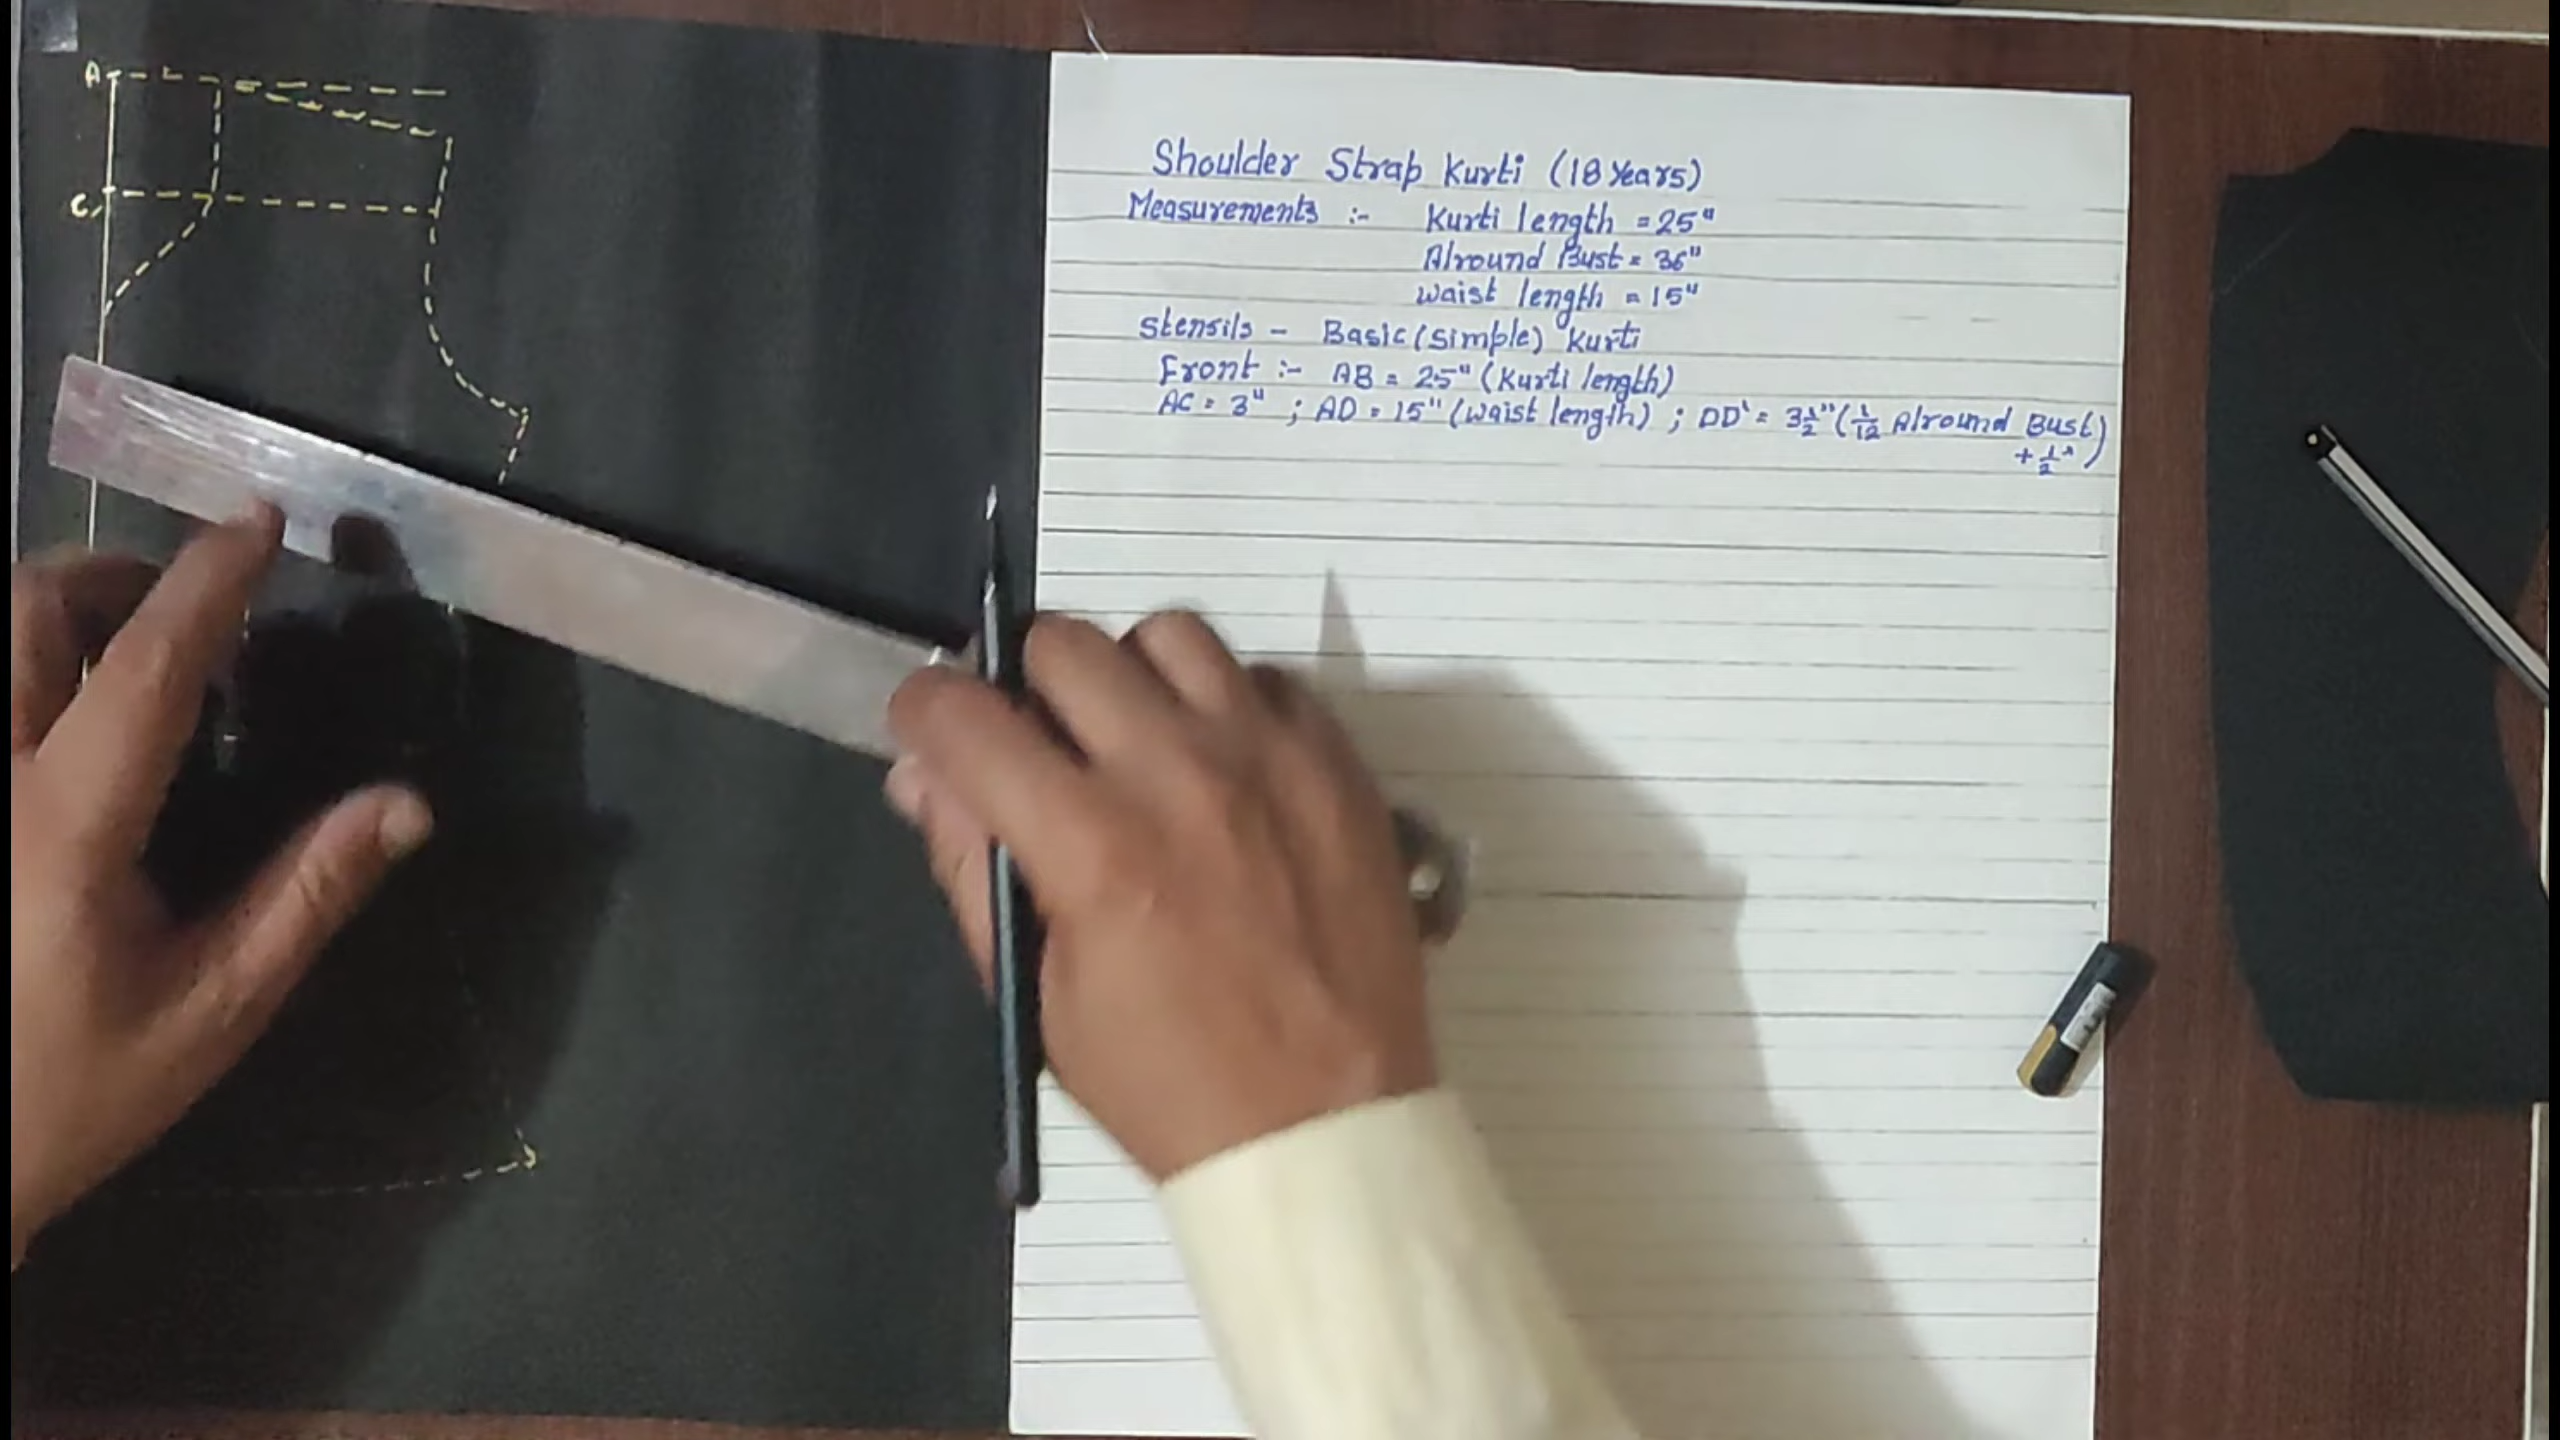 A
C
Shoulder Strap Kurti (18 Years)
Measurements :- Kurti length = 25"
Alround Bust = 36"
Waist length = 15"
Stensils - Basic (simple) Kurti
Front :- AB = 25" (Kurti length)
AC = 3" ; AD = 15" (Waist length) ; DD' = 3½" (1/12 Alround Bust)
+ ½"